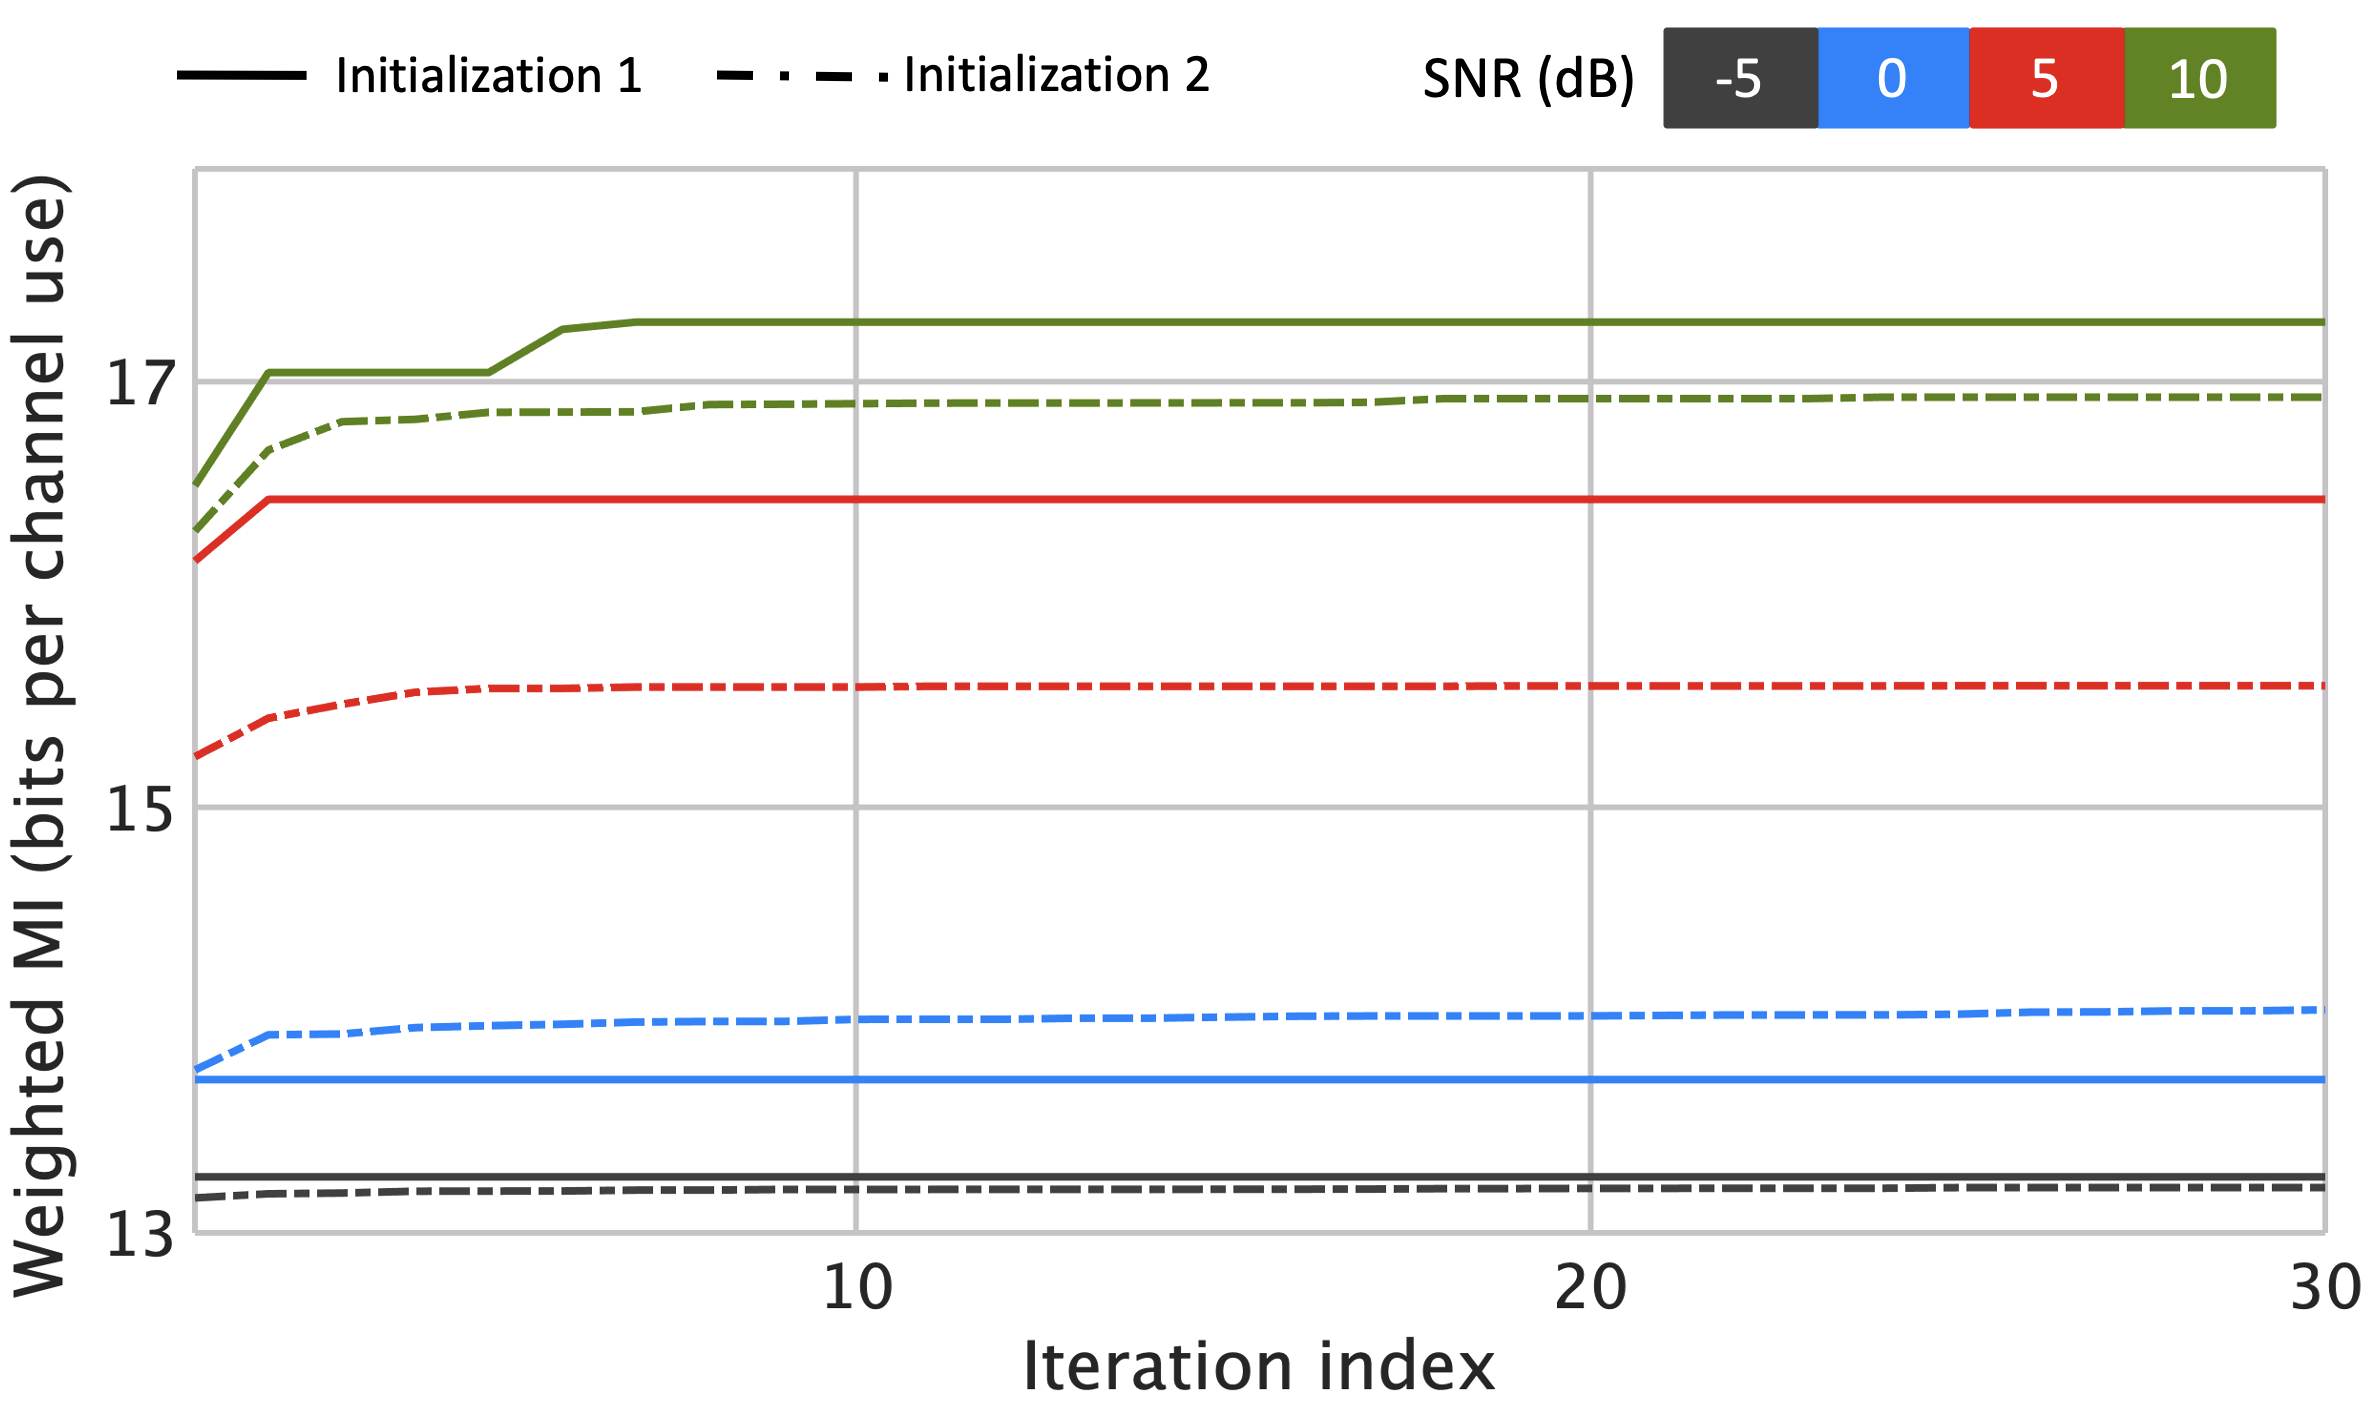 Initialization 1 Initialization 2 SNR (dB) -5 0 5 10
Weighted MI (bits per channel use)
17
15
13
10 20 30
Iteration index